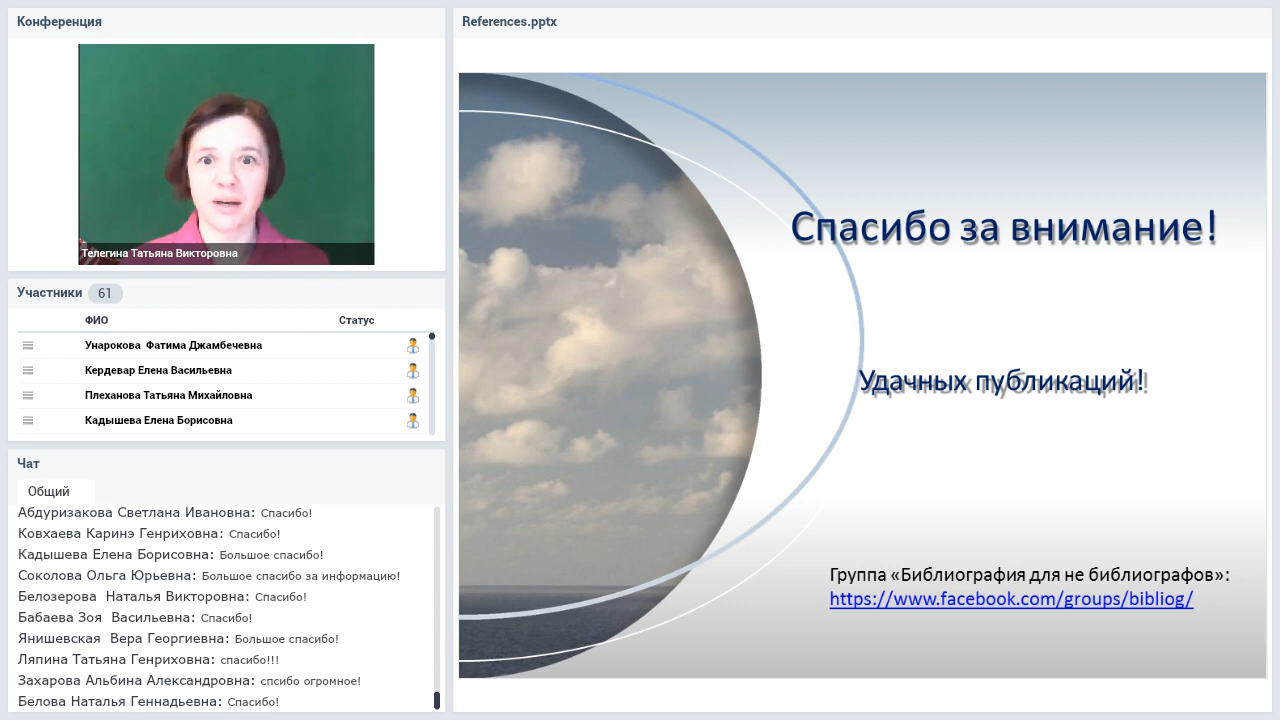 Конференция
Телегина Татьяна Викторовна
Участники 61
ФИО Статус
Унарокова Фатима Джамбечевна
Кердевар Елена Васильевна
Плеханова Татьяна Михайловна
Кадышева Елена Борисовна
Чат
Общий
Абдуризакова Светлана Ивановна: Спасибо!
Ковхаева Каринэ Генриховна: Спасибо!
Кадышева Елена Борисовна: Большое спасибо!
Соколова Ольга Юрьевна: Большое спасибо за информацию!
Белозерова Наталья Викторовна: Спасибо!
Бабаева Зоя Васильевна: Спасибо!
Янишевская Вера Георгиевна: Большое спасибо!
Ляпина Татьяна Генриховна: спасибо!!!
Захарова Альбина Александровна: спсибо огромное!
Белова Наталья Геннадьевна: Спасибо!
References.pptx
Спасибо за внимание!
Удачных публикаций!
Группа «Библиография для не библиографов»:
https://www.facebook.com/groups/bibliog/